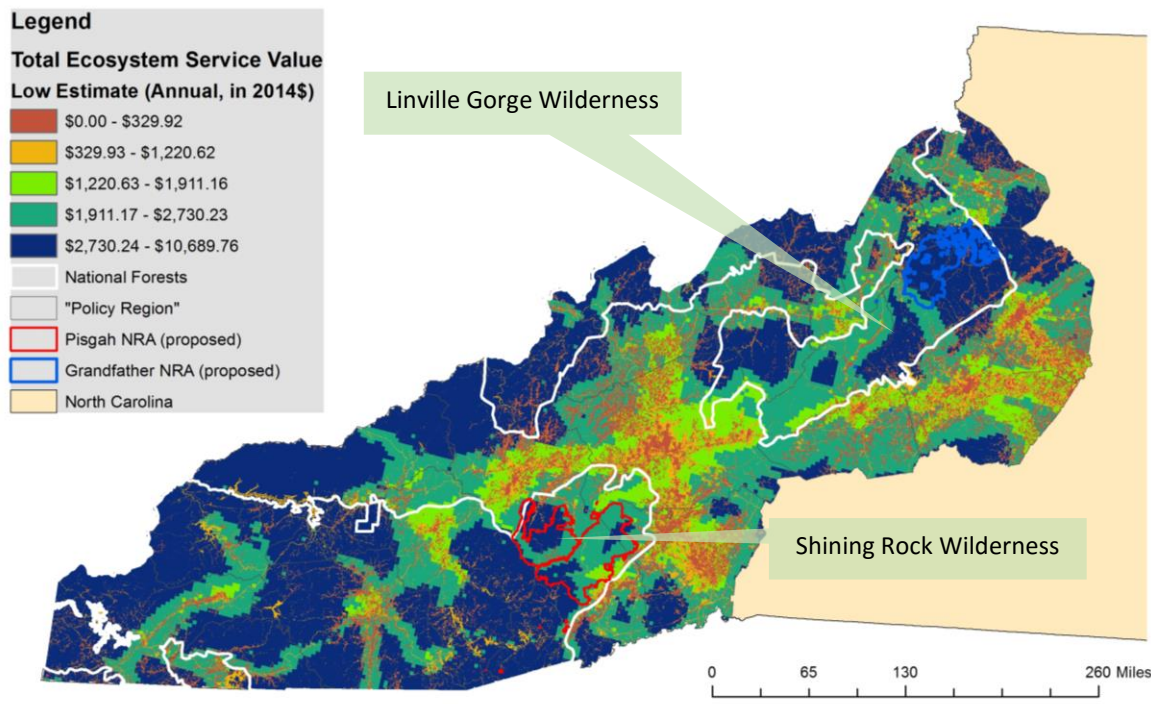 Legend
Total Ecosystem Service Value
Low Estimate (Annual, in 2014$)
$0.00 - $329.92
$329.93 - $1,220.62
$1,220.63 - $1,911.16
$1,911.17 - $2,730.23
$2,730.24 - $10,689.76
National Forests
"Policy Region"
Pisgah NRA (proposed)
Grandfather NRA (proposed)
North Carolina
Linville Gorge Wilderness
Shining Rock Wilderness
0 65 130 260 Miles